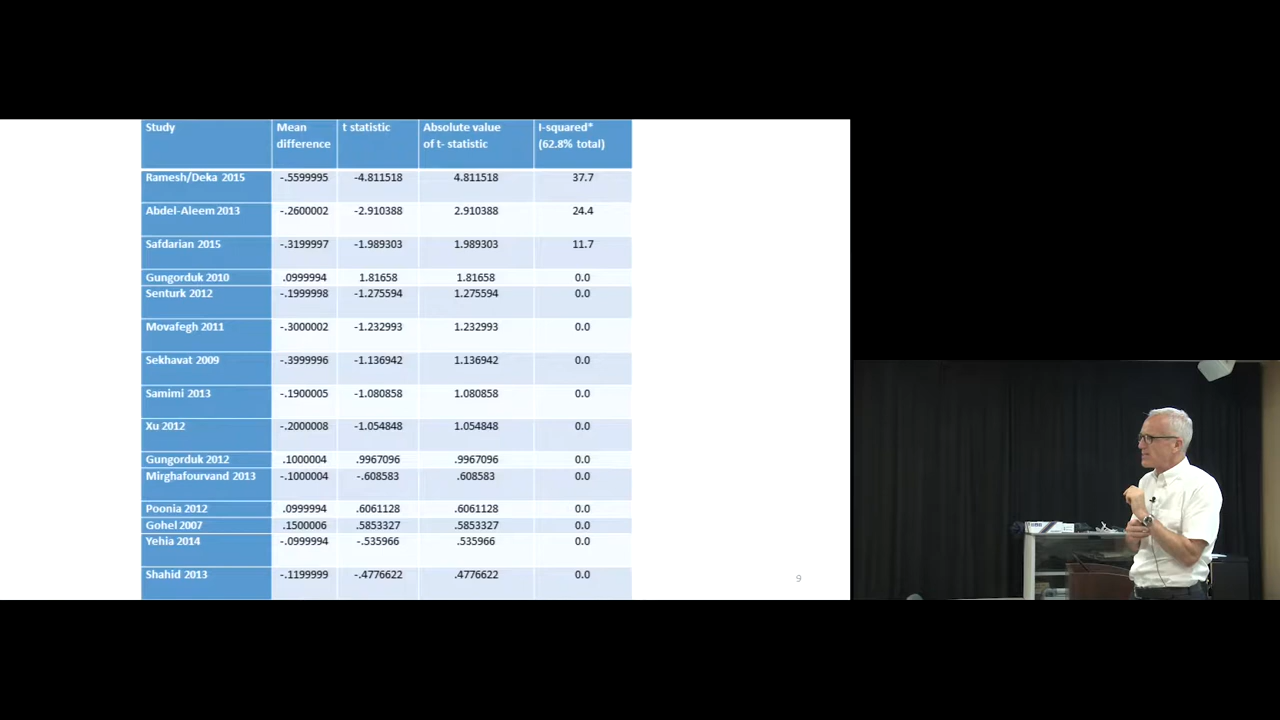 Study Mean difference t statistic Absolute value of t- statistic I-squared* (62.8% total)
Ramesh/Deka 2015 -.5599995 -4.811518 4.811518 37.7
Abdel-Aleem 2013 -.2600002 -2.910388 2.910388 24.4
Safdarian 2015 -.3199997 -1.989303 1.989303 11.7
Gungorduk 2010 .0999994 1.81658 1.81658 0.0
Senturk 2012 -.1999998 -1.275594 1.275594 0.0
Movafegh 2011 -.3000002 -1.232993 1.232993 0.0
Sekhavat 2009 -.3999996 -1.136942 1.136942 0.0
Samimi 2013 -.1900005 -1.080858 1.080858 0.0
Xu 2012 -.2000008 -1.054848 1.054848 0.0
Gungorduk 2012 .1000004 .9967096 .9967096 0.0
Mirghafourvand 2013 -.1000004 -.608583 .608583 0.0
Poonia 2012 .0999994 .6061128 .6061128 0.0
Gohel 2007 .1500006 .5853327 .5853327 0.0
Yehia 2014 -.0999994 -.535966 .535966 0.0
Shahid 2013 -.1199999 -.4776622 .4776622 0.0
9